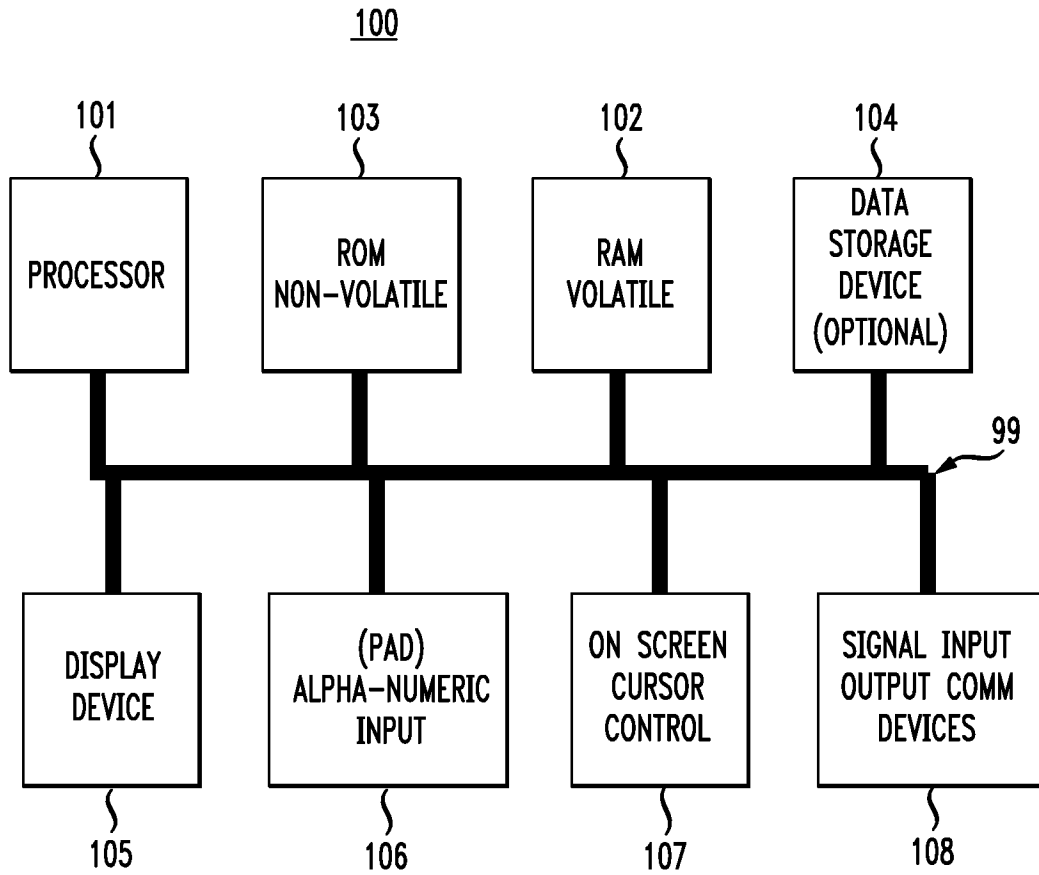 100
101
103
102
104
PROCESSOR
ROM
NON-VOLATILE
RAM
VOLATILE
DATA
STORAGE
DEVICE
(OPTIONAL)
99
DISPLAY
DEVICE
(PAD)
ALPHA-NUMERIC
INPUT
ON SCREEN
CURSOR
CONTROL
SIGNAL INPUT
OUTPUT COMM
DEVICES
105
106
107
108